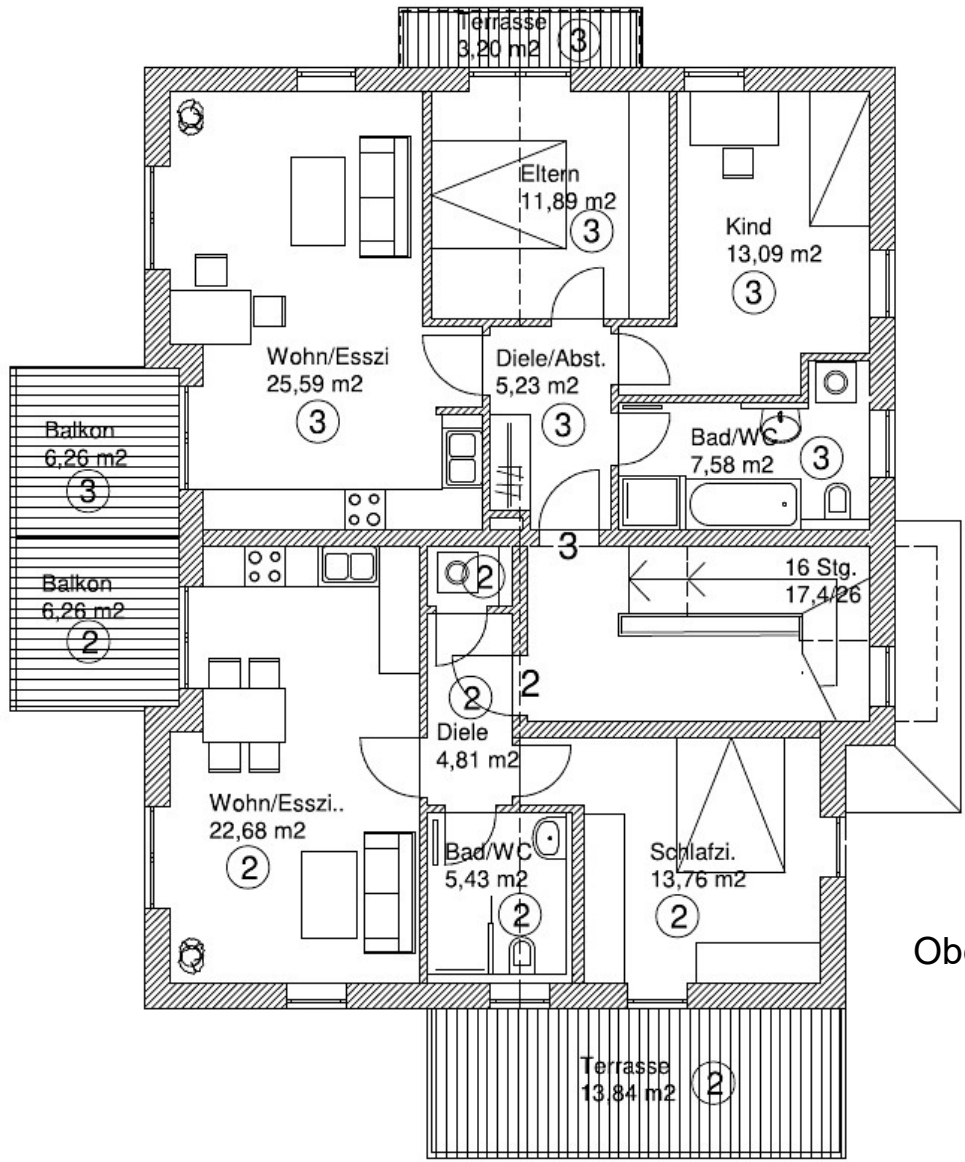 Terrasse
3,20 m2
3
Eltern
11,89 m2
3
Kind
13,09 m2
3
Wohn/Esszi
25,59 m2
3
Diele/Abst.
5,23 m2
3
Bad/WC
7,58 m2
3
Balkon
6,26 m2
3
3
Balkon
6,26 m2
2
2
16 Stg.
17,4/26
2
2
Diele
4,81 m2
Wohn/Esszi..
22,68 m2
2
Bad/WC
5,43 m2
2
Schlafzi.
13,76 m2
2
Obe
Terrasse
13,84 m2
2